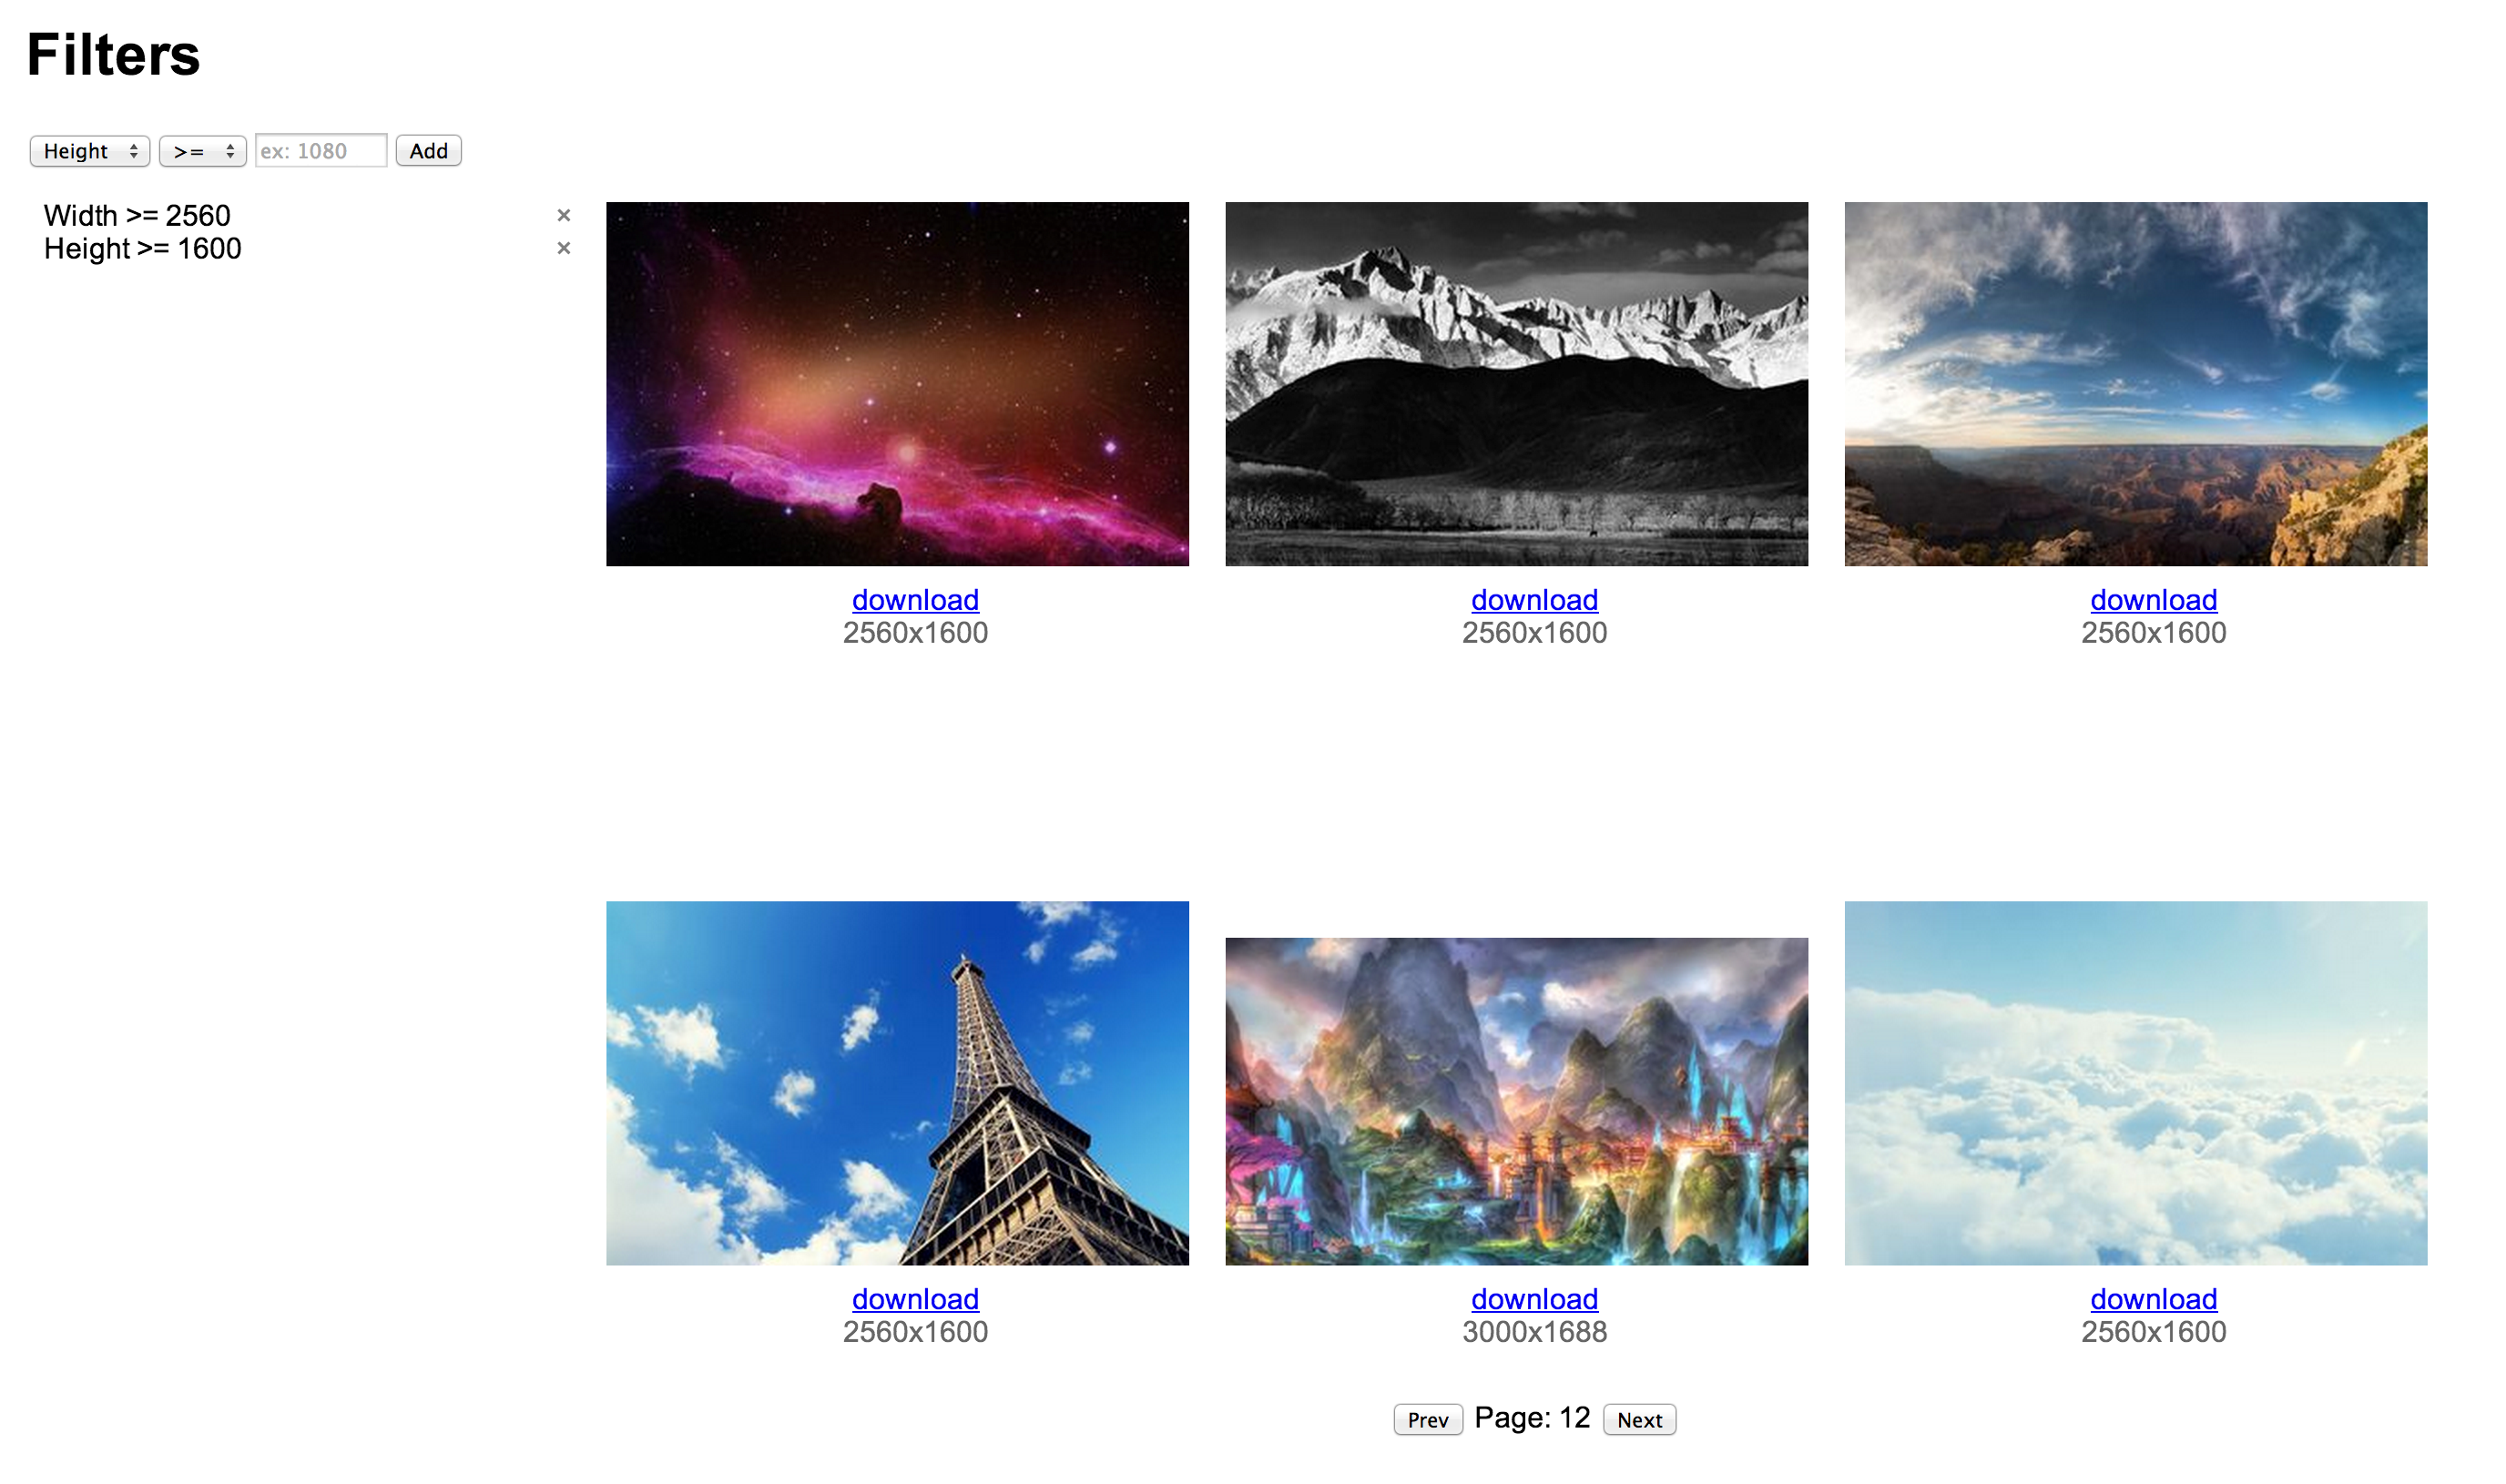 Filters
Height >= ex: 1080 Add
Width >= 2560 ×
Height >= 1600 ×
download download download
2560x1600 2560x1600 2560x1600
download download download
2560x1600 3000x1688 2560x1600
Prev Page: 12 Next